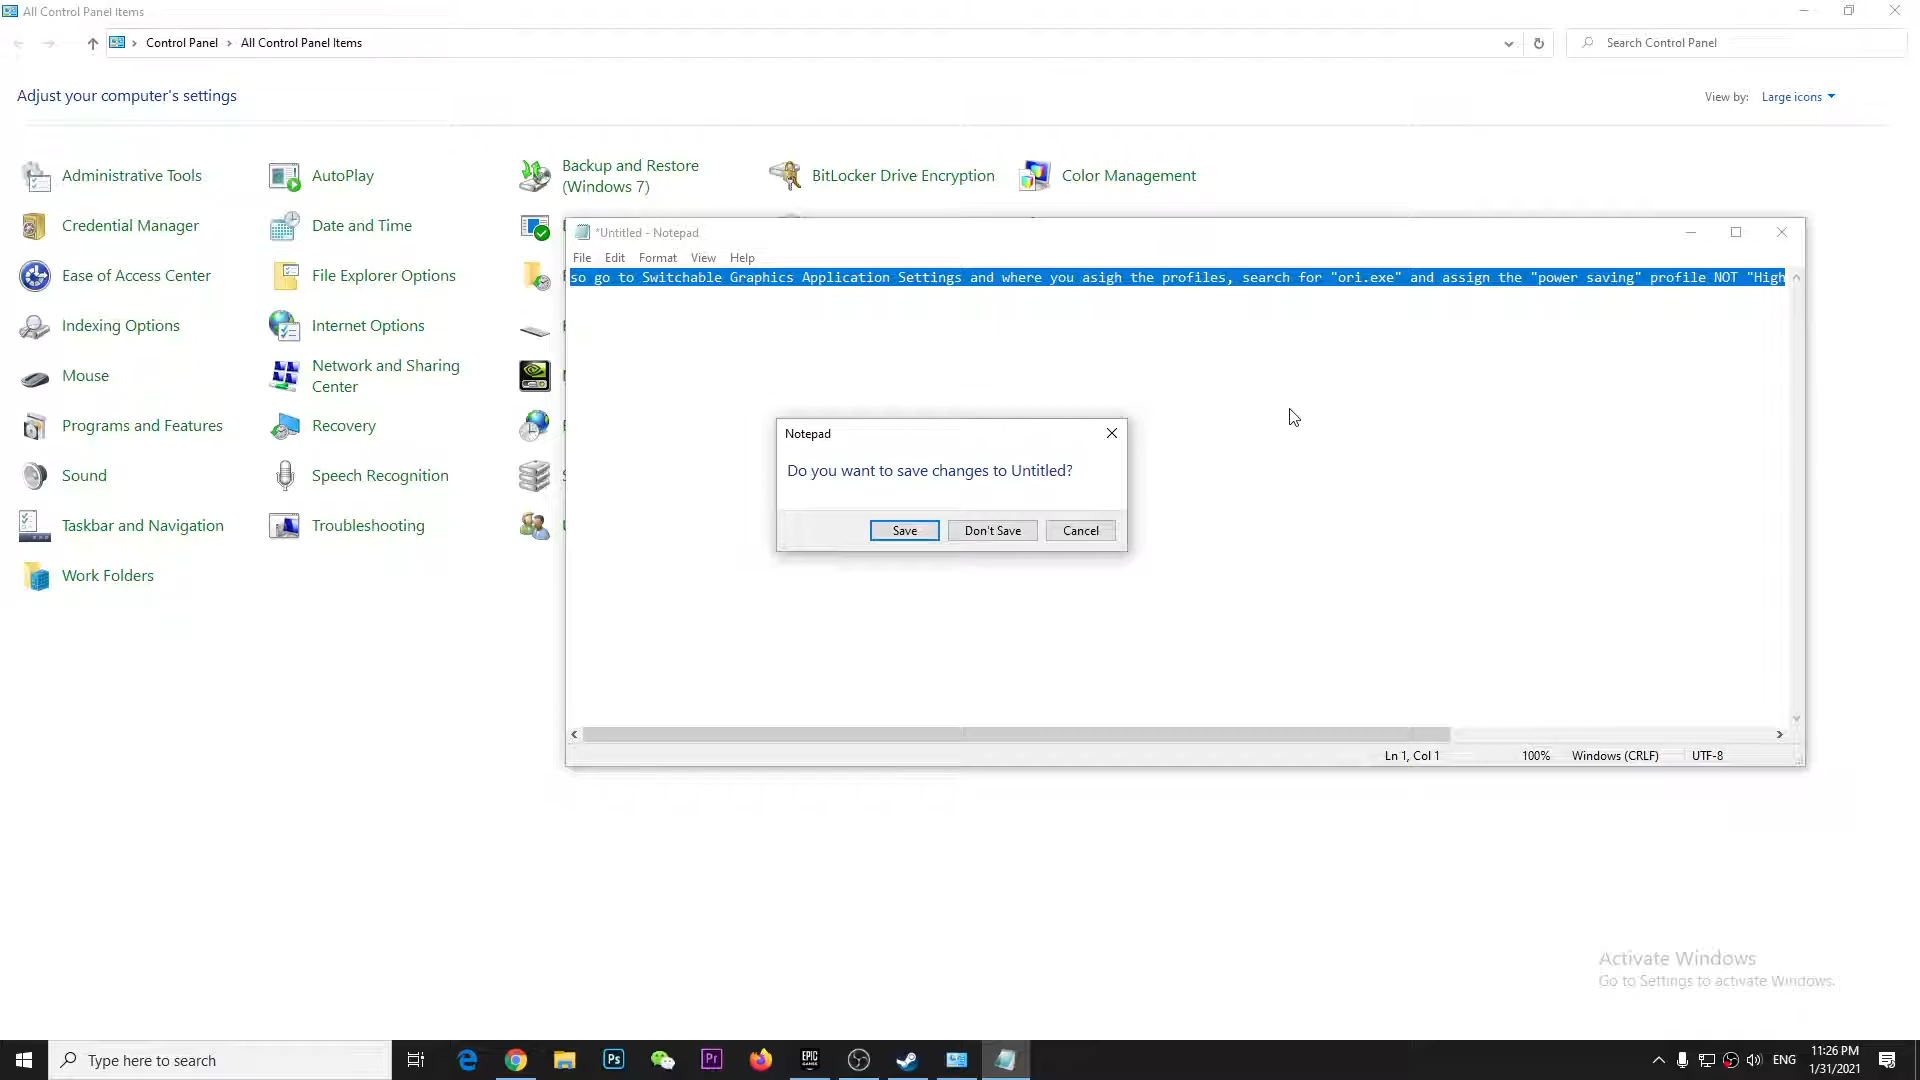 All Control Panel Items
Control Panel > All Control Panel Items
Search Control Panel
Adjust your computer's settings
View by: Large icons
Administrative Tools
AutoPlay
Backup and Restore
(Windows 7)
BitLocker Drive Encryption
Color Management
Credential Manager
Date and Time
Ease of Access Center
File Explorer Options
Indexing Options
Internet Options
Mouse
Network and Sharing
Center
Programs and Features
Recovery
Sound
Speech Recognition
Taskbar and Navigation
Troubleshooting
Work Folders
*Untitled - Notepad
File Edit Format View Help
so go to Switchable Graphics Application Settings and where you asigh the profiles, search for "ori.exe" and assign the "power saving" profile NOT "High
Notepad
Do you want to save changes to Untitled?
Save Don't Save Cancel
Ln 1, Col 1 100% Windows (CRLF) UTF-8
Activate Windows
Go to Settings to activate Windows.
Type here to search
Ps
Pr
EPIC
GAMES
ENG
11:26 PM
1/31/2021